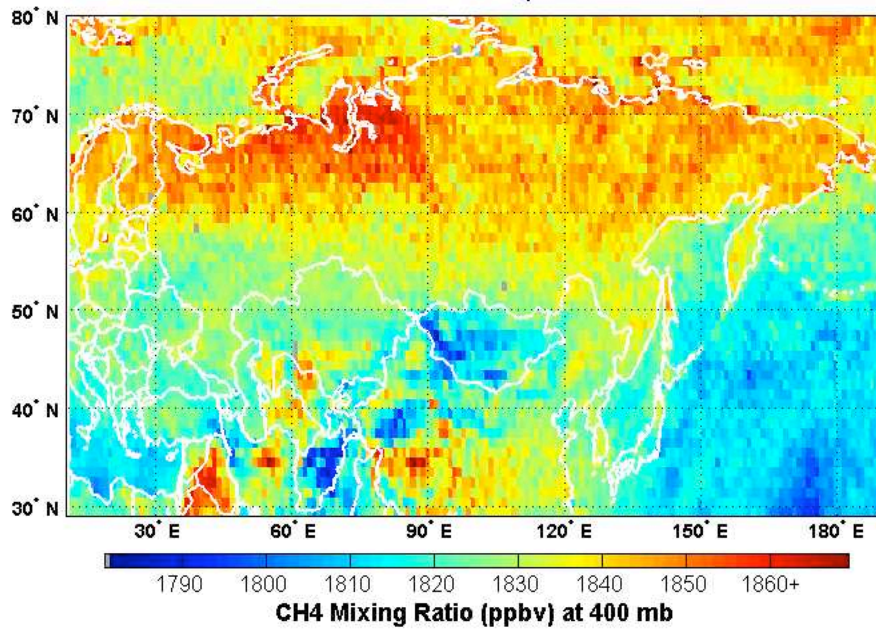 80° N
70° N
60° N
50° N
40° N
30° N
30° E 60° E 90° E 120° E 150° E 180° E
1790 1800 1810 1820 1830 1840 1850 1860+
CH4 Mixing Ratio (ppbv) at 400 mb